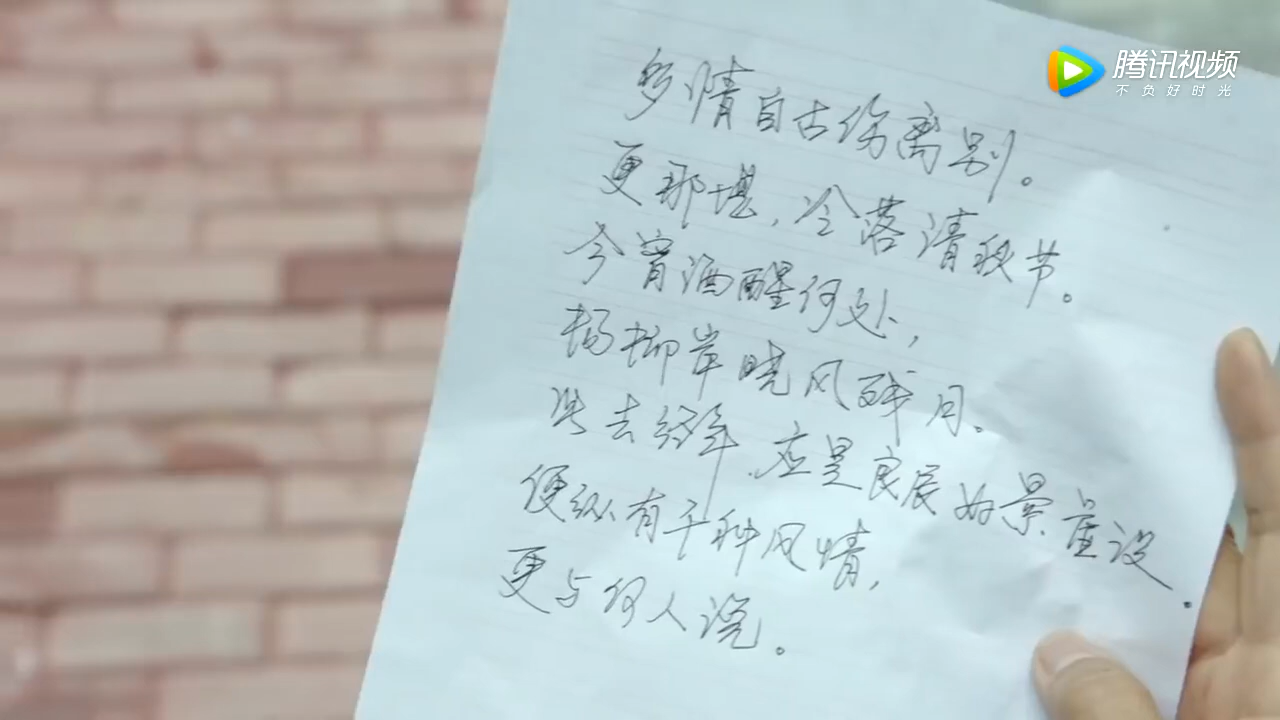 腾讯视频
不负好时光
多情自古伤离别。
更那堪,冷落清秋节。
今宵酒醒何处,
杨柳岸晓风残月。
此去经年.应是良辰好景虚设.
便纵有千种风情,
更与何人说。